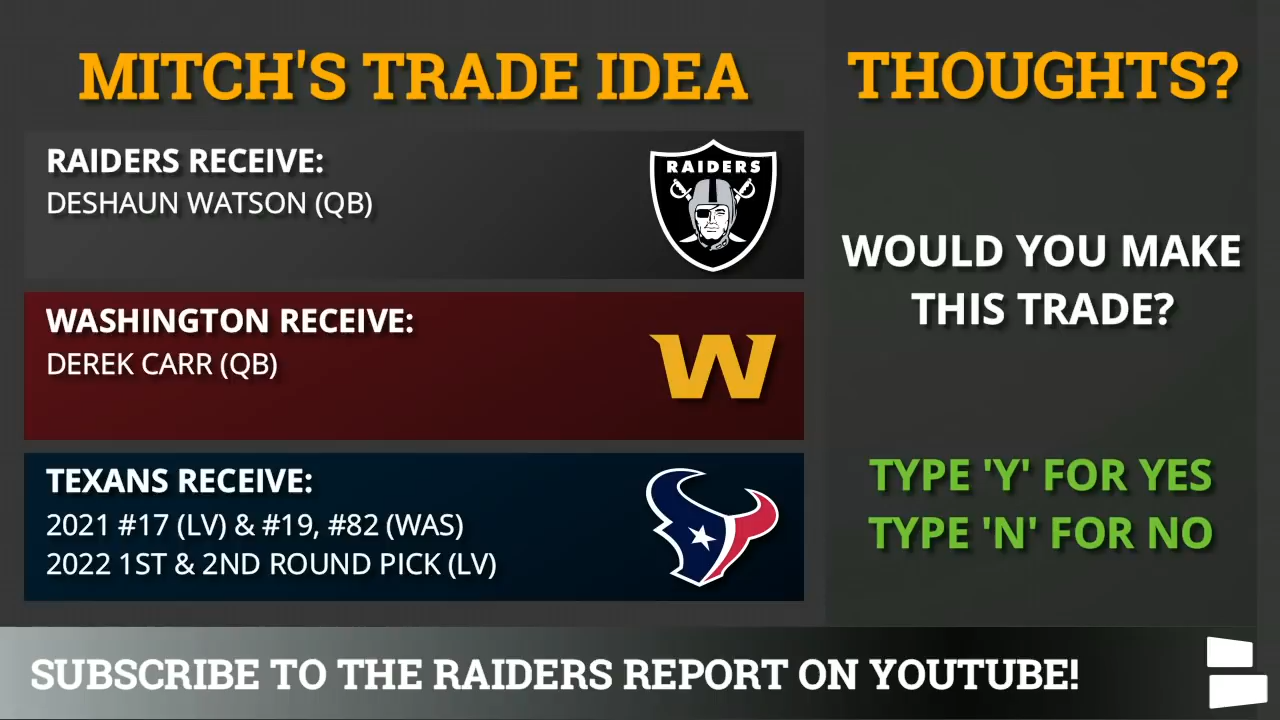 MITCH'S TRADE IDEA
RAIDERS RECEIVE:
DESHAUN WATSON (QB)
RAIDERS
WASHINGTON RECEIVE:
DEREK CARR (QB)
W
TEXANS RECEIVE:
2021 #17 (LV) & #19, #82 (WAS)
2022 1ST & 2ND ROUND PICK (LV)
THOUGHTS?
WOULD YOU MAKE
THIS TRADE?
TYPE 'Y' FOR YES
TYPE 'N' FOR NO
SUBSCRIBE TO THE RAIDERS REPORT ON YOUTUBE!